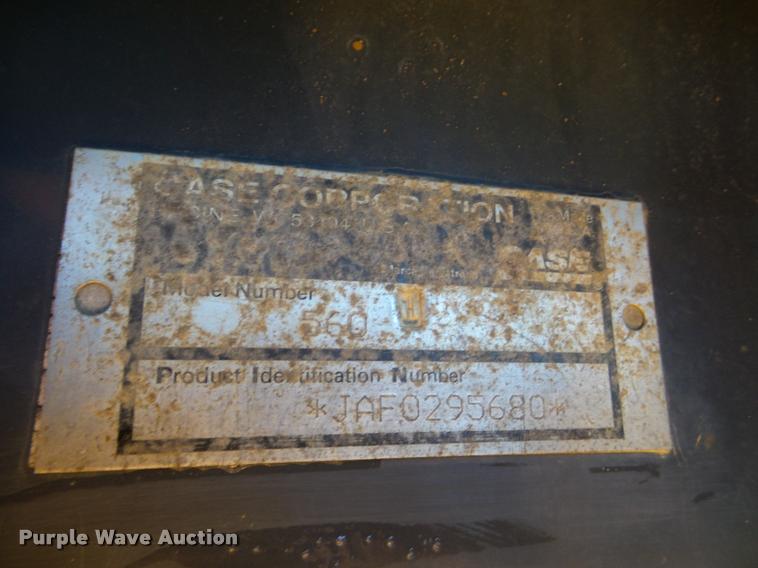 CASE CORPORATION
CASE
Model Number
560
Product Identification Number
*JAF0295680*
Purple Wave Auction